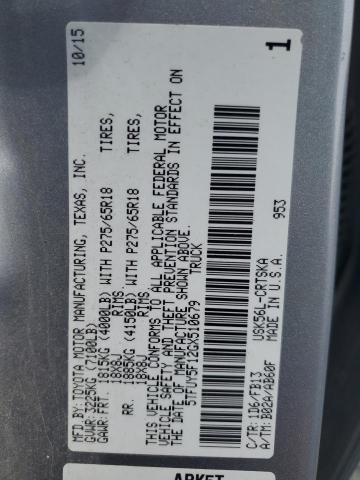 MFD. BY: TOYOTA MOTOR MANUFACTURING, TEXAS, INC. 10/15
GVWR: 3225KG (7100LB)
GAWR: FRT. 1815KG (4000LB) WITH P275/65R18 TIRES,
18X8J RIMS,
RR. 1885KG (4150LB) WITH P275/65R18 TIRES,
18X8J RIMS
THIS VEHICLE CONFORMS TO ALL APPLICABLE FEDERAL MOTOR
VEHICLE SAFETY AND THEFT PREVENTION STANDARDS IN EFFECT ON
THE DATE OF MANUFACTURE SHOWN ABOVE.
5TFUY5F12GX510679 TRUCK
USK56L-CRTSKA
C/TR: 1D6/FB13 953
A/TM: B02A/AB60F MADE IN U.S.A.
1